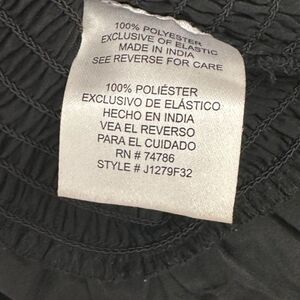 100% POLYESTER
EXCLUSIVE OF ELASTIC
MADE IN INDIA
SEE REVERSE FOR CARE
100% POLIÉSTER
EXCLUSIVO DE ELÁSTICO
HECHO EN INDIA
VEA EL REVERSO
PARA EL CUIDADO
RN # 74786
STYLE # J1279F32